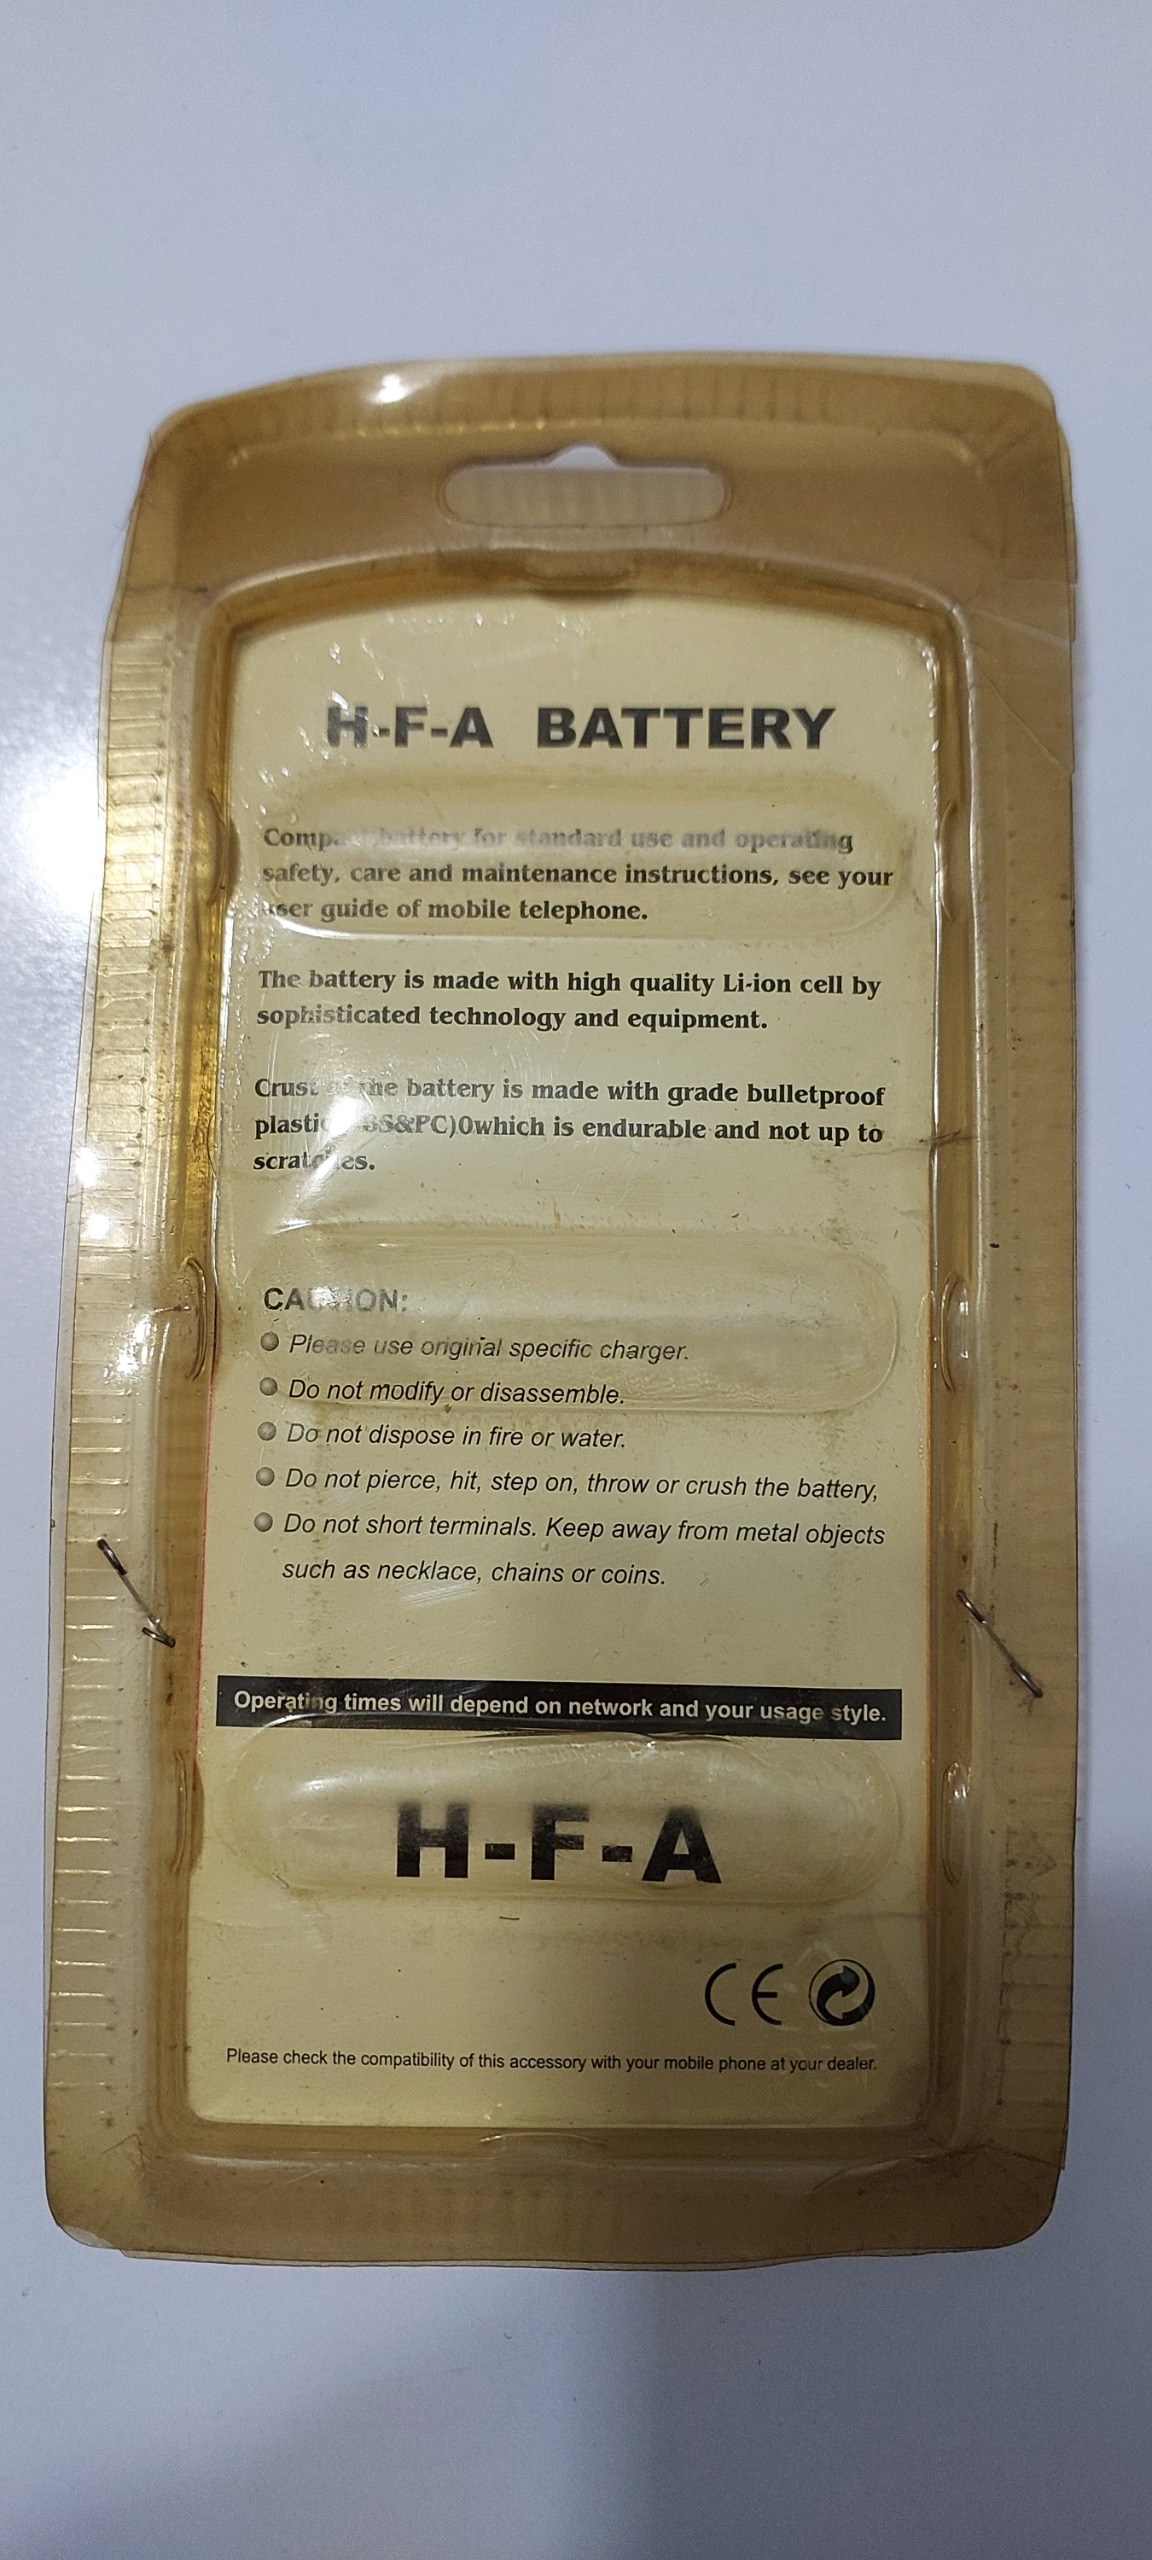 H-F-A BATTERY
battery for standard use and operating
safety, care and maintenance instructions, see your
user guide of mobile telephone.
The battery is made with high quality Li-ion cell by
sophisticated technology and equipment.
Crust of the battery is made with grade bulletproof
plastic &PC)0which is endurable and not up to
scratches.
CAUTION:
Please use original specific charger.
Do not modify or disassemble.
Do not dispose in fire or water.
Do not pierce, hit, step on, throw or crush the battery,
Do not short terminals. Keep away from metal objects
such as necklace, chains or coins.
Operating times will depend on network and your usage style.
H-F-A
CE
Please check the compatibility of this accessory with your mobile phone at your dealer.